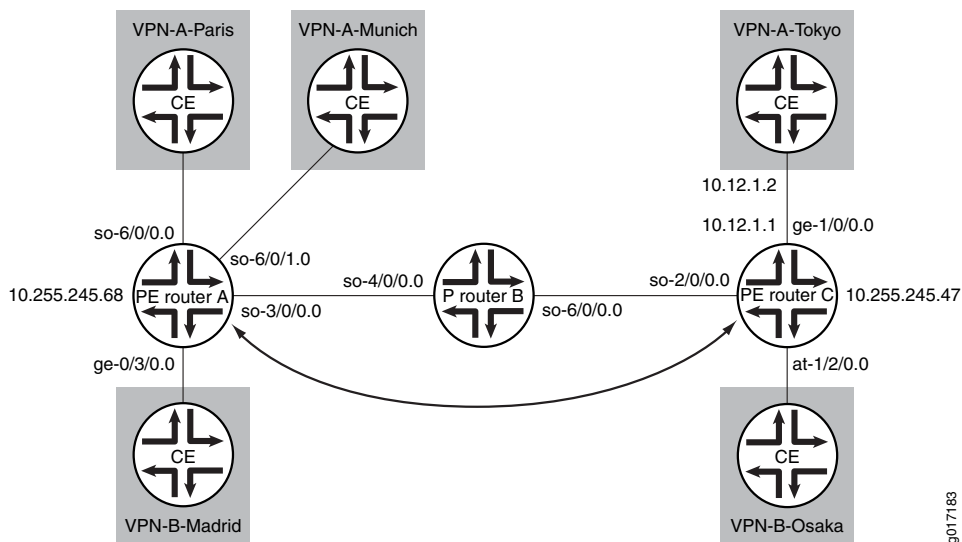 VPN-A-Paris
VPN-A-Munich
VPN-A-Tokyo
CE
CE
CE
10.12.1.2
10.12.1.1
ge-1/0/0.0
so-6/0/0.0
so-6/0/1.0
so-4/0/0.0
so-2/0/0.0
10.255.245.68
PE router A
P router B
PE router C
10.255.245.47
so-3/0/0.0
so-6/0/0.0
ge-0/3/0.0
at-1/2/0.0
CE
CE
VPN-B-Madrid
VPN-B-Osaka
g017183